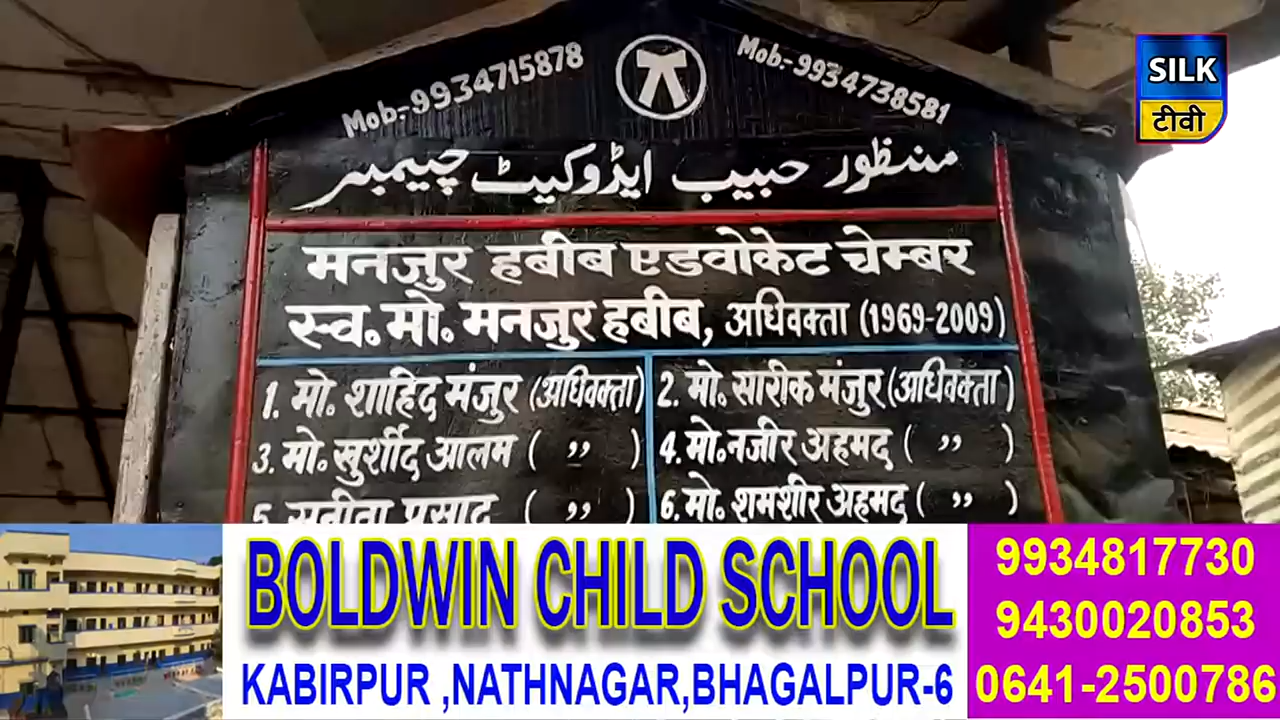 Mob:-9934715878
Mob:-9934738581
SILK
टीवी
منظور حبیب ایڈوکیٹ چیمبر
मनजुर हबीब एडवोकेट चेम्बर
स्व. मो. मनजुर हबीब, अधिवक्ता (1969-2009)
1. मो. शाहिद मंजुर (अधिवक्ता)
2. मो. सारीक मंजुर (अधिवक्ता)
3. मो. खुर्शीद आलम ( ,, )
4. मो. नजीर अहमद ( ,, )
5. प्रसाद ( ,, )
6. मो. शमशीर अहमद ( ,, )
BOLDWIN CHILD SCHOOL
KABIRPUR ,NATHNAGAR,BHAGALPUR-6
9934817730
9430020853
0641-2500786